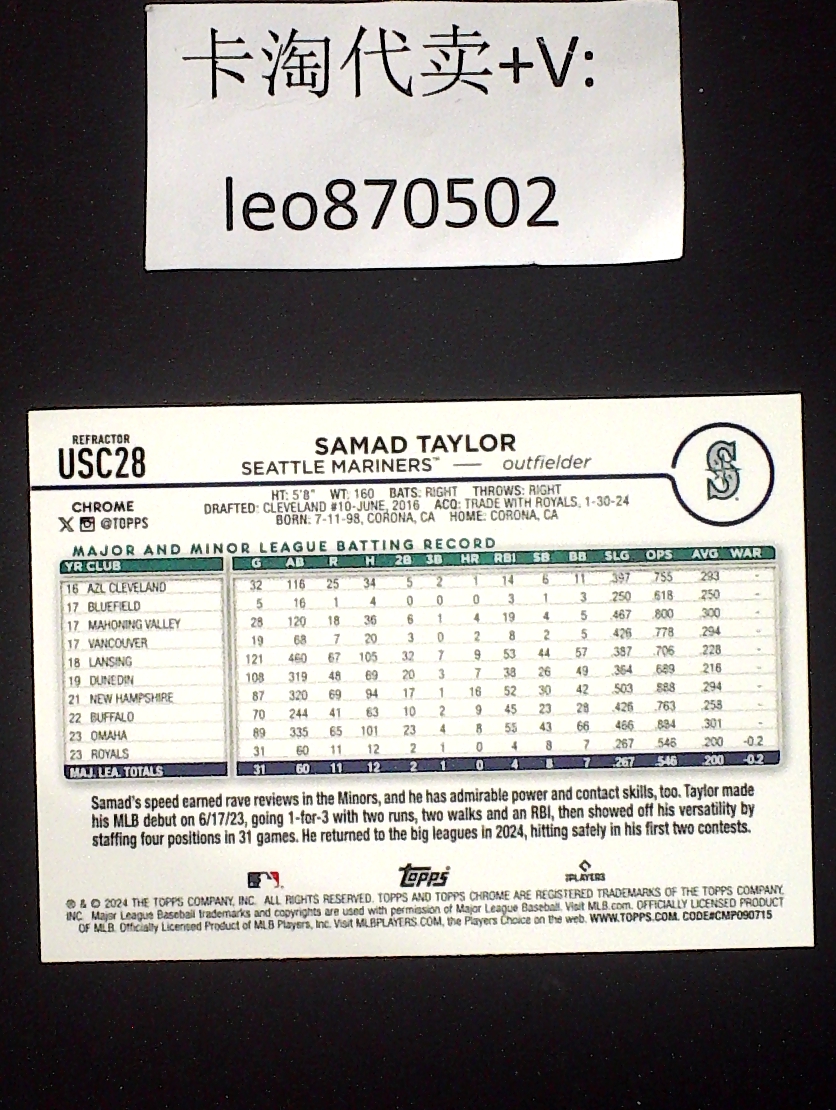 卡淘代卖+V:
leo870502
REFRACTOR
USC28
SAMAD TAYLOR
SEATTLE MARINERS™ — outfielder
S
CHROME
X @TOPPS
HT: 5'8" WT: 160 BATS: RIGHT THROWS: RIGHT
DRAFTED: CLEVELAND #10-JUNE, 2016 ACQ: TRADE WITH ROYALS, 1-30-24
BORN: 7-11-98, CORONA, CA HOME: CORONA, CA
MAJOR AND MINOR LEAGUE BATTING RECORD
YR CLUB G AB R H 2B 3B HR RBI SB BB SLG OPS AVG WAR
16 AZL CLEVELAND 32 116 25 34 5 2 1 14 6 11 .397 .755 .293 -
17 BLUEFIELD 5 16 1 4 0 0 0 3 1 3 .250 .618 .250 -
17 MAHONING VALLEY 28 120 18 36 6 1 4 19 4 5 .467 .800 .300 -
17 VANCOUVER 19 68 7 20 3 0 2 8 2 5 .426 .778 .294 -
18 LANSING 121 460 67 105 32 7 9 53 44 57 .387 .706 .228 -
19 DUNEDIN 108 319 48 69 20 3 7 38 26 49 .364 .689 .216 -
21 NEW HAMPSHIRE 87 320 69 94 17 1 16 52 30 42 .503 .888 .294 -
22 BUFFALO 70 244 41 63 10 2 9 45 23 28 .426 .763 .258 -
23 OMAHA 89 335 65 101 23 4 8 55 43 66 .466 .884 .301 -
23 ROYALS 31 60 11 12 2 1 0 4 8 7 .267 .546 .200 -0.2
MAJ. LEA. TOTALS 31 60 11 12 2 1 0 4 8 7 .267 .546 .200 -0.2
Samad's speed earned rave reviews in the Minors, and he has admirable power and contact skills, too. Taylor made
his MLB debut on 6/17/23, going 1-for-3 with two runs, two walks and an RBI, then showed off his versatility by
staffing four positions in 31 games. He returned to the big leagues in 2024, hitting safely in his first two contests.
Topps
PLAYERS
® & © 2024 THE TOPPS COMPANY, INC. ALL RIGHTS RESERVED. TOPPS AND TOPPS CHROME ARE REGISTERED TRADEMARKS OF THE TOPPS COMPANY,
INC. Major League Baseball trademarks and copyrights are used with permission of Major League Baseball. Visit MLB.com. OFFICIALLY LICENSED PRODUCT
OF MLB. Officially Licensed Product of MLB Players, Inc. Visit MLBPLAYERS.COM, the Players Choice on the web. WWW.TOPPS.COM. CODE#CMP090715